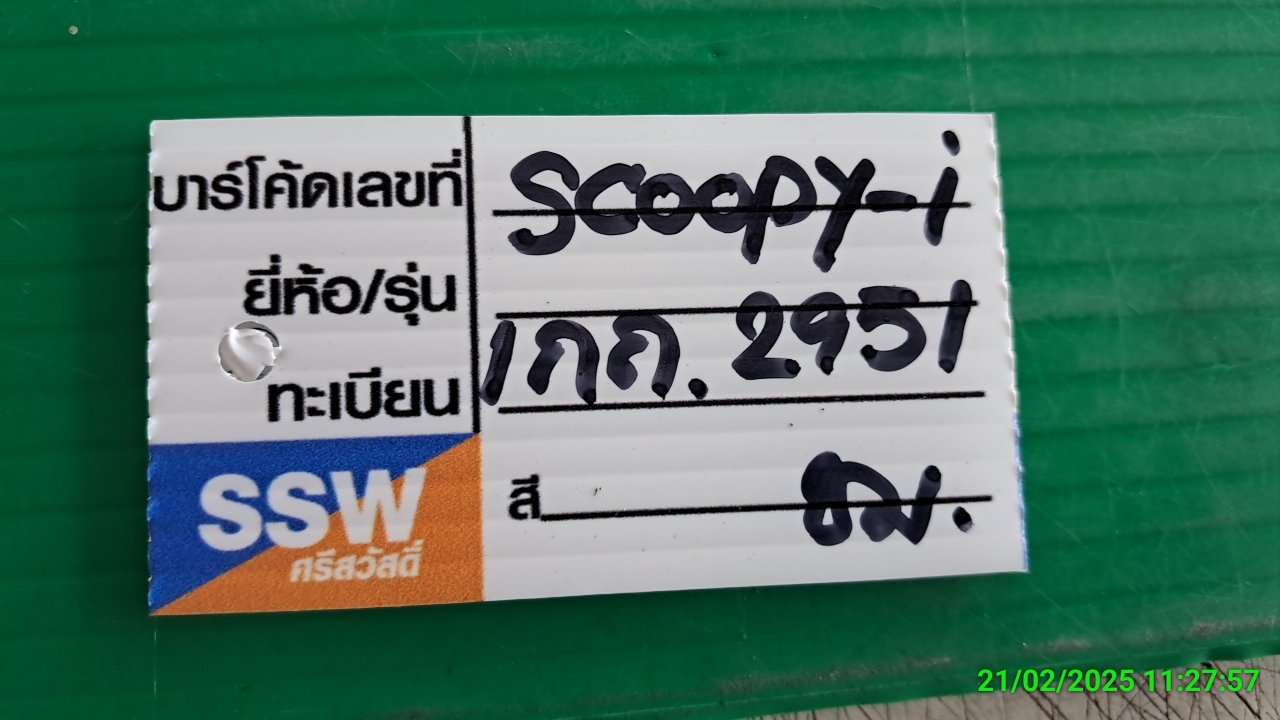 บาร์โค้ดเลขที่ Scoopy-i
ยี่ห้อ/รุ่น
ทะเบียน 1กถ. 2951
สี ชม.
SSW
ศรีสวัสดิ์
21/02/2025 11:27:57